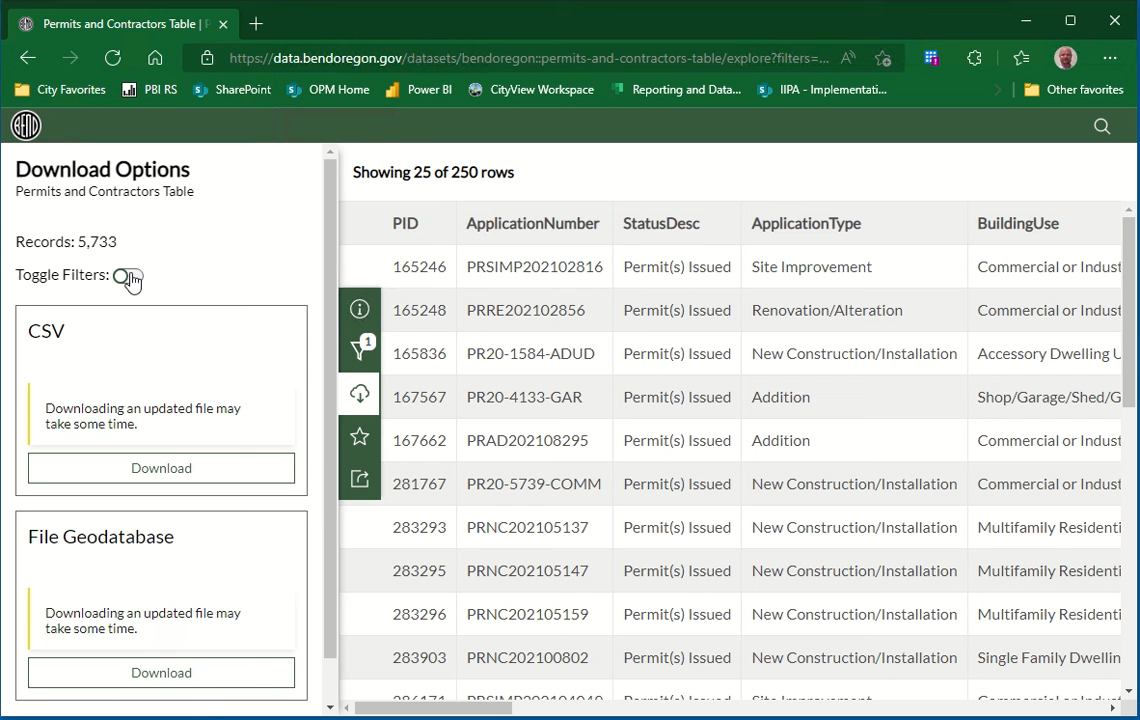 Permits and Contractors Table | P
https://data.bendoregon.gov/datasets/bendoregon::permits-and-contractors-table/explore?filters=...
City Favorites PBI RS SharePoint OPM Home Power BI CityView Workspace Reporting and Data... IIPA - Implementati... Other favorites
BEND
Download Options
Permits and Contractors Table
Records: 5,733
Toggle Filters:
CSV
Downloading an updated file may
take some time.
Download
File Geodatabase
Downloading an updated file may
take some time.
Download
1
Showing 25 of 250 rows
PID ApplicationNumber StatusDesc ApplicationType BuildingUse
165246 PRSIMP202102816 Permit(s) Issued Site Improvement Commercial or Indust
165248 PRRE202102856 Permit(s) Issued Renovation/Alteration Commercial or Indust
165836 PR20-1584-ADUD Permit(s) Issued New Construction/Installation Accessory Dwelling U
167567 PR20-4133-GAR Permit(s) Issued Addition Shop/Garage/Shed/G
167662 PRAD202108295 Permit(s) Issued Addition Commercial or Indust
281767 PR20-5739-COMM Permit(s) Issued New Construction/Installation Commercial or Indust
283293 PRNC202105137 Permit(s) Issued New Construction/Installation Multifamily Residenti
283295 PRNC202105147 Permit(s) Issued New Construction/Installation Multifamily Residenti
283296 PRNC202105159 Permit(s) Issued New Construction/Installation Multifamily Residenti
283903 PRNC202100802 Permit(s) Issued New Construction/Installation Single Family Dwellin
Permit(s) Issued Site Improvement Commercial or Indust